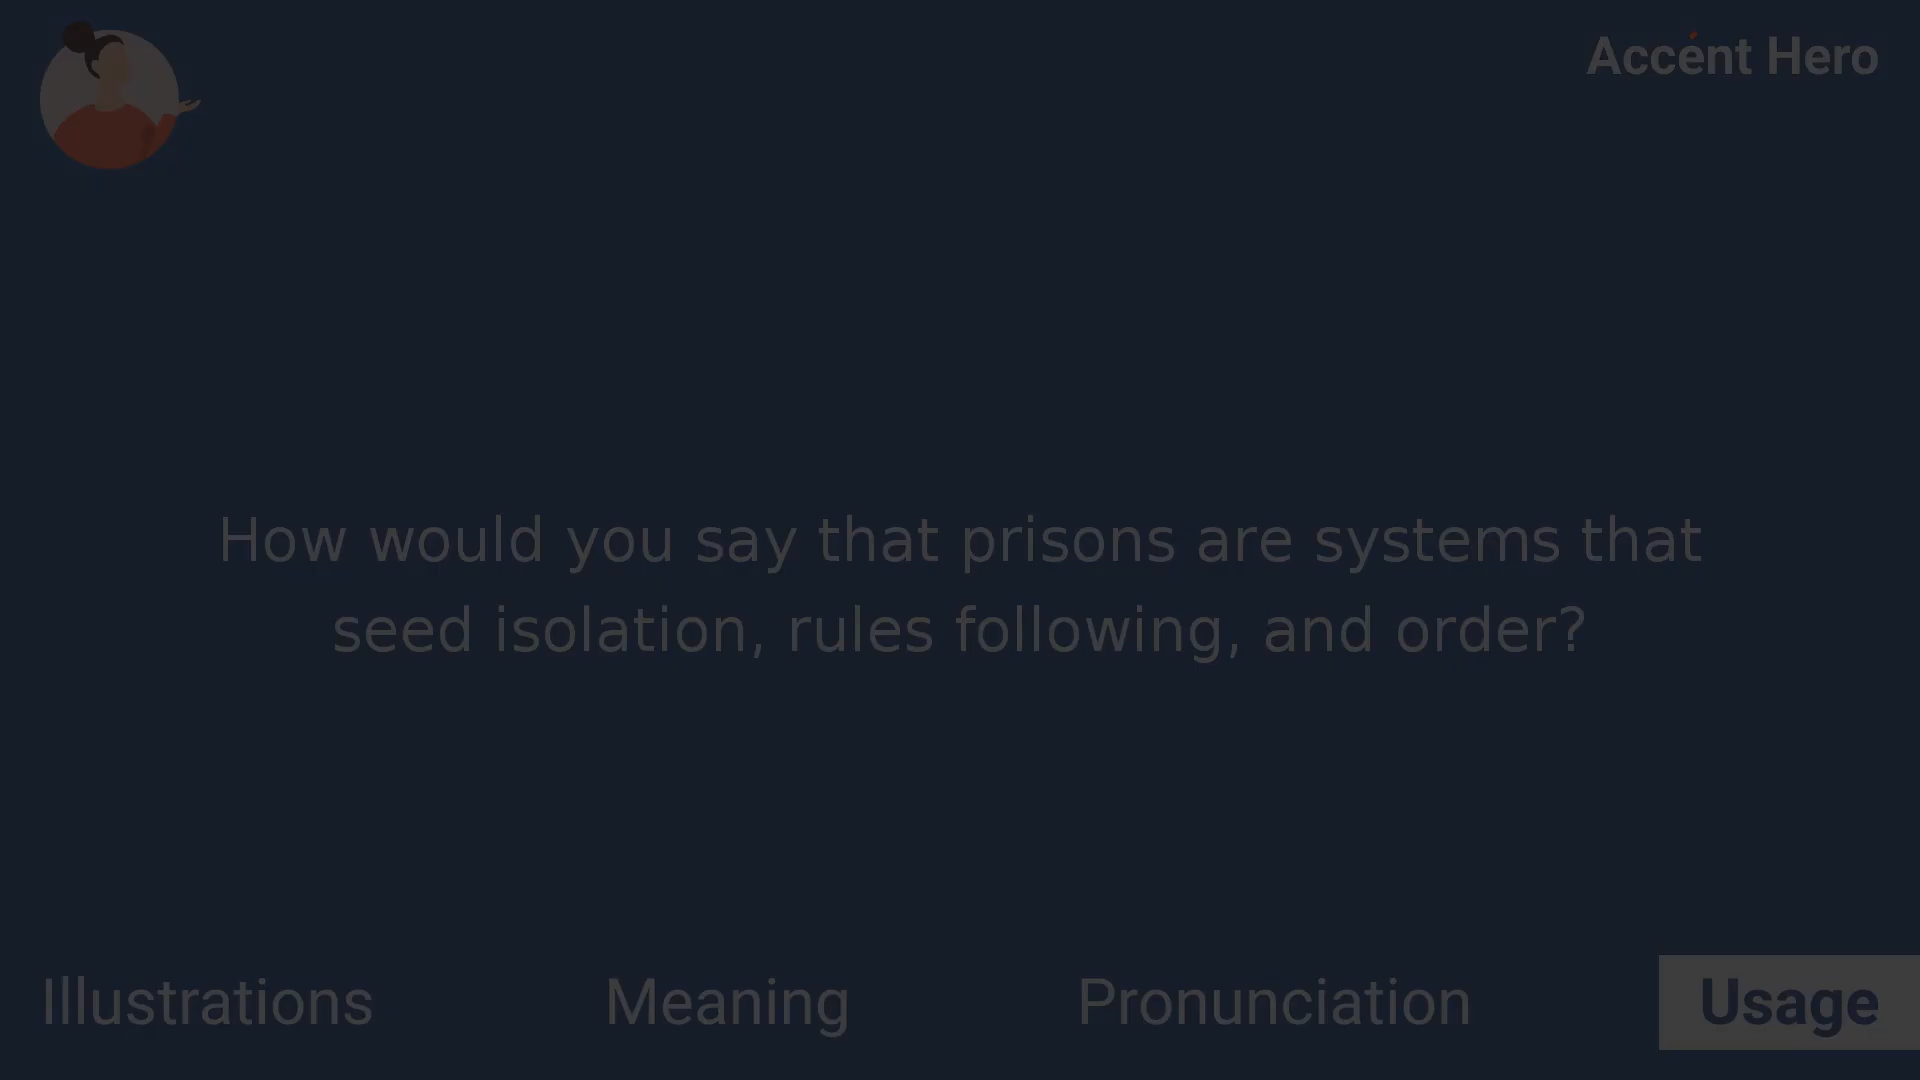 Accént Hero
How would you say that prisons are systems that
seed isolation, rules following, and order?
Illustrations
Meaning
Pronunciation
Usage